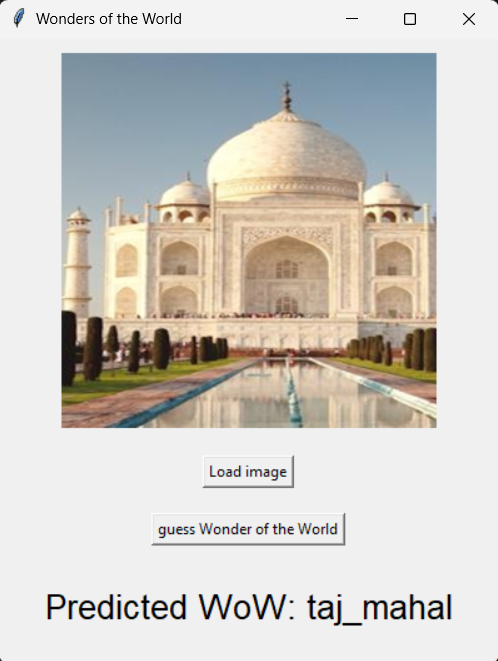 Wonders of the World
Load image
guess Wonder of the World
Predicted WoW: taj_mahal